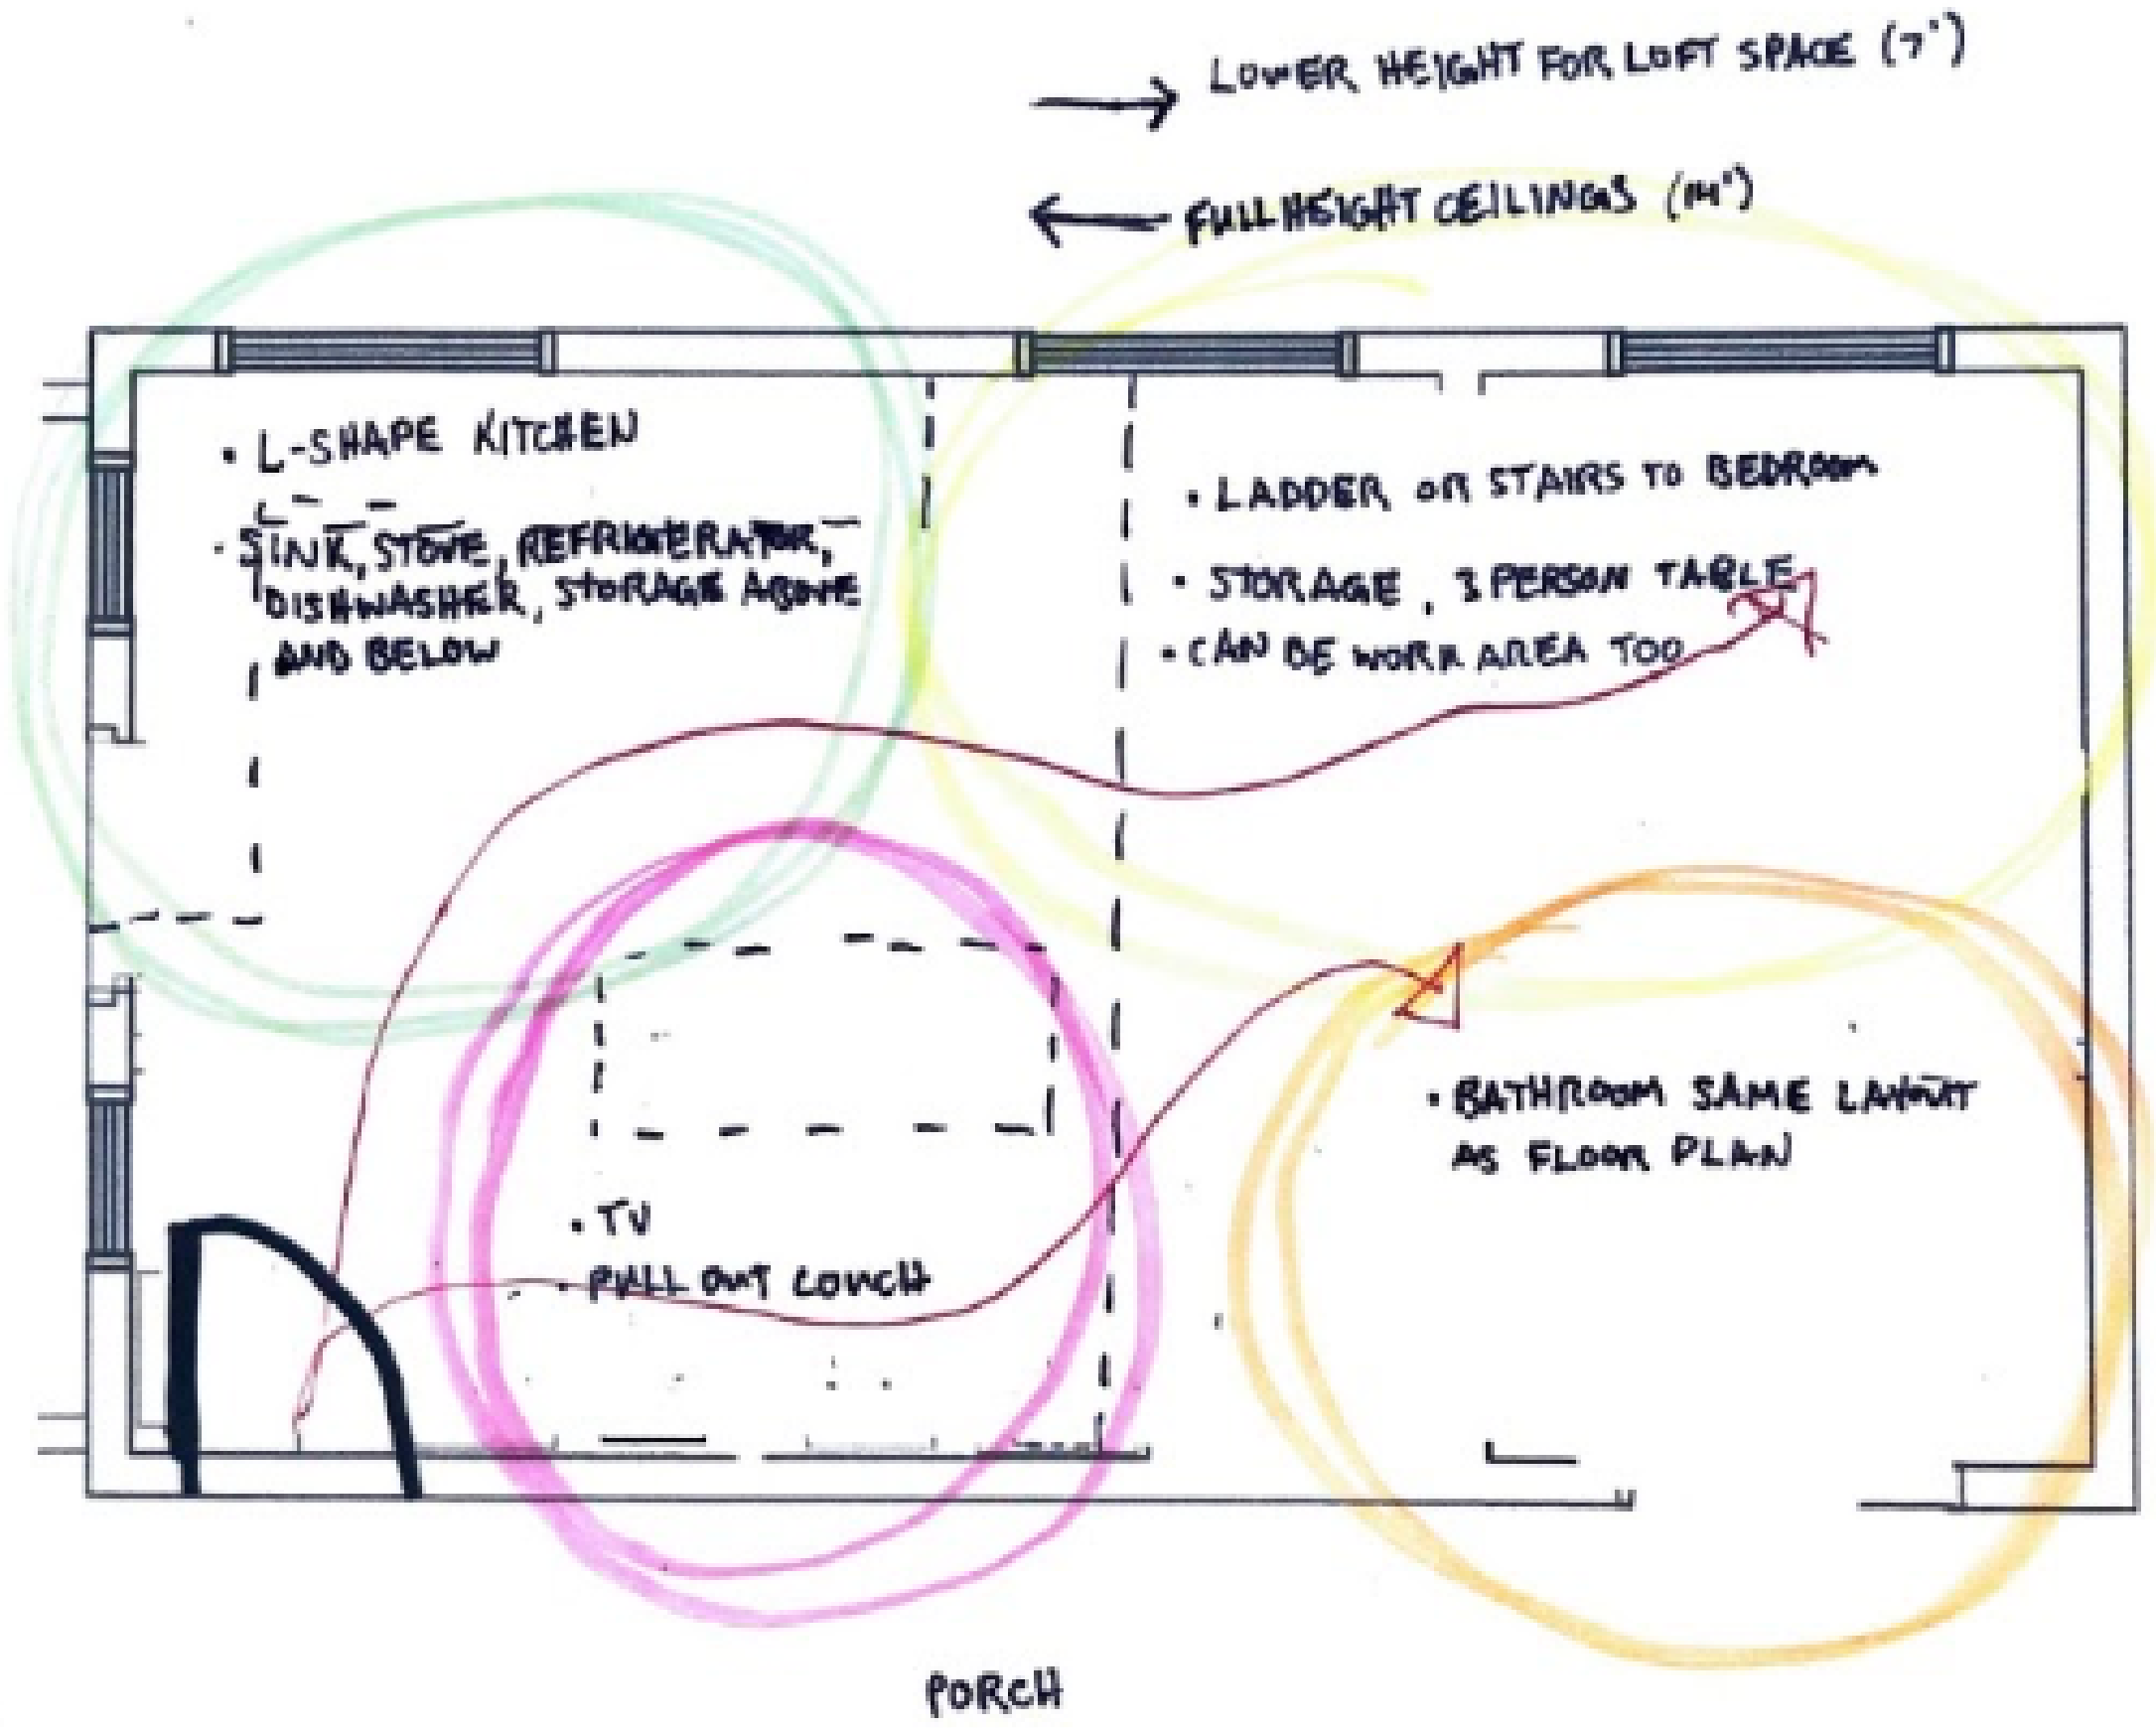 LOWER HEIGHT FOR LOFT SPACE (7')
FULL HEIGHT CEILINGS (14')
• L-SHAPE KITCHEN
• SINK, STOVE, REFRIGERATOR,
DISHWASHER, STORAGE ABOVE
AND BELOW
• LADDER OR STAIRS TO BEDROOM
• STORAGE, 3 PERSON TABLE
• CAN BE WORK AREA TOO
• BATHROOM SAME LAYOUT
AS FLOOR PLAN
• TV
• PULL OUT COUCH
PORCH